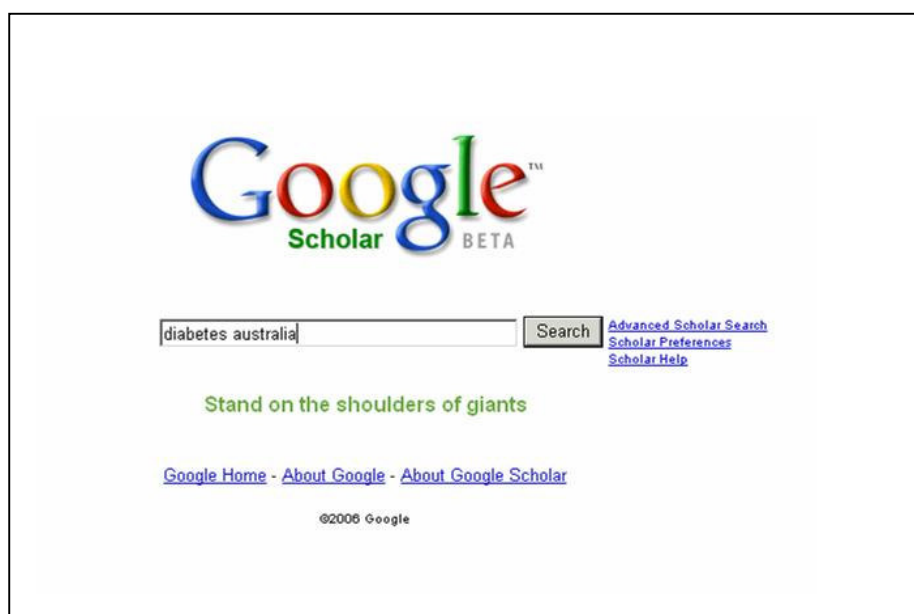 Google™
Scholar BETA
diabetes australia Search Advanced Scholar Search
Scholar Preferences
Scholar Help
Stand on the shoulders of giants
Google Home - About Google - About Google Scholar
©2006 Google